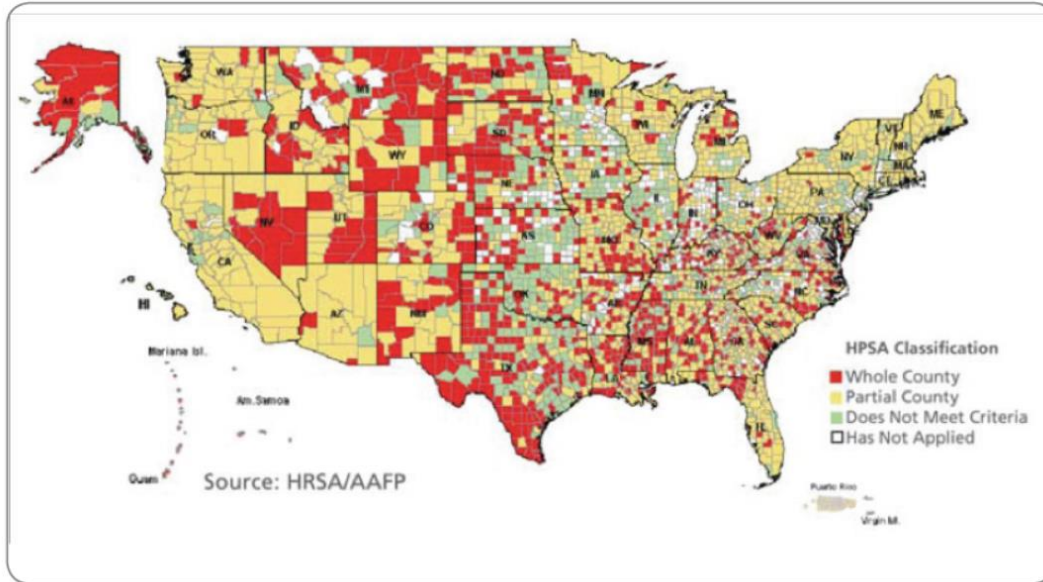 WA
MT
ND
MN
ME
AK
VT
OR
ID
SD
WI
NH
MI
NY
MA
WY
CT
IA
PA
NE
NV
UT
CO
IL
IN
OH
CA
KS
MO
KY
WV
VA
HI
AZ
NM
OK
TN
NC
AR
SC
MS
AL
GA
TX
LA
FL
Mariana Isl.
Am.Samoa
Guam
Source: HRSA/AAFP
HPSA Classification
Whole County
Partial County
Does Not Meet Criteria
Has Not Applied
Puerto Rico
Virgin Isl.